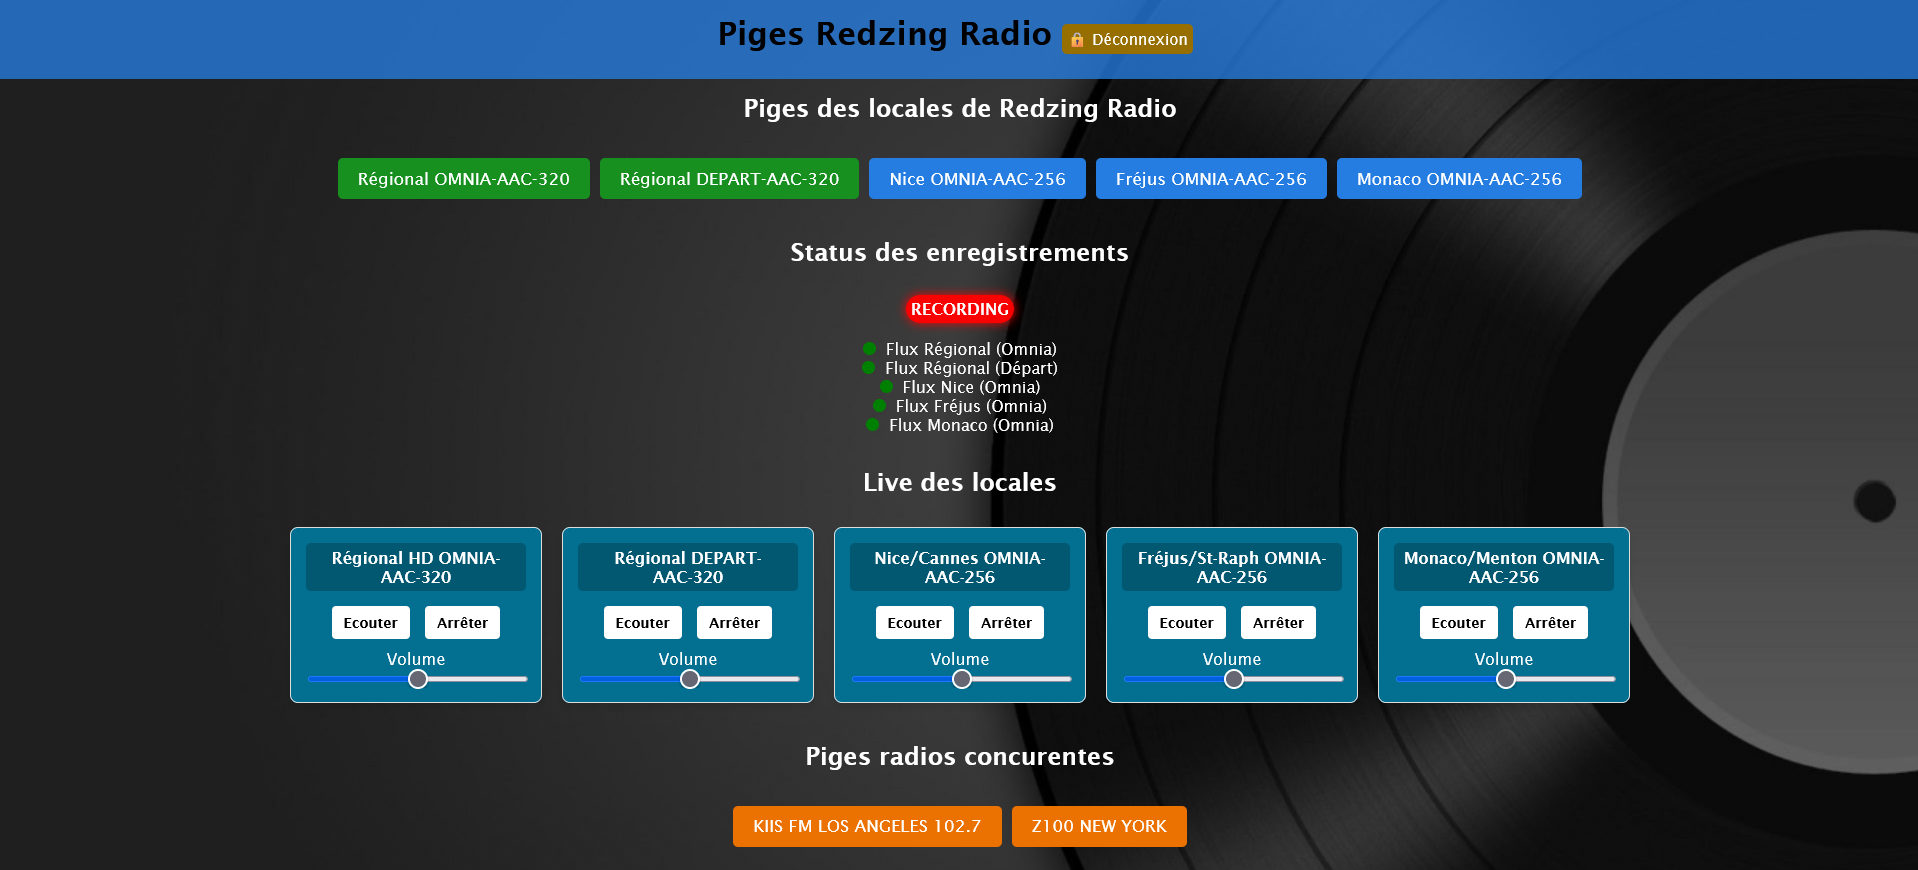 Piges Redzing Radio
Déconnexion
Piges des locales de Redzing Radio
Régional OMNIA-AAC-320
Régional DEPART-AAC-320
Nice OMNIA-AAC-256
Fréjus OMNIA-AAC-256
Monaco OMNIA-AAC-256
Status des enregistrements
RECORDING
Flux Régional (Omnia)
Flux Régional (Départ)
Flux Nice (Omnia)
Flux Fréjus (Omnia)
Flux Monaco (Omnia)
Live des locales
Régional HD OMNIA-
AAC-320
Ecouter
Arrêter
Volume
Régional DEPART-
AAC-320
Ecouter
Arrêter
Volume
Nice/Cannes OMNIA-
AAC-256
Ecouter
Arrêter
Volume
Fréjus/St-Raph OMNIA-
AAC-256
Ecouter
Arrêter
Volume
Monaco/Menton OMNIA-
AAC-256
Ecouter
Arrêter
Volume
Piges radios concurentes
KIIS FM LOS ANGELES 102.7
Z100 NEW YORK